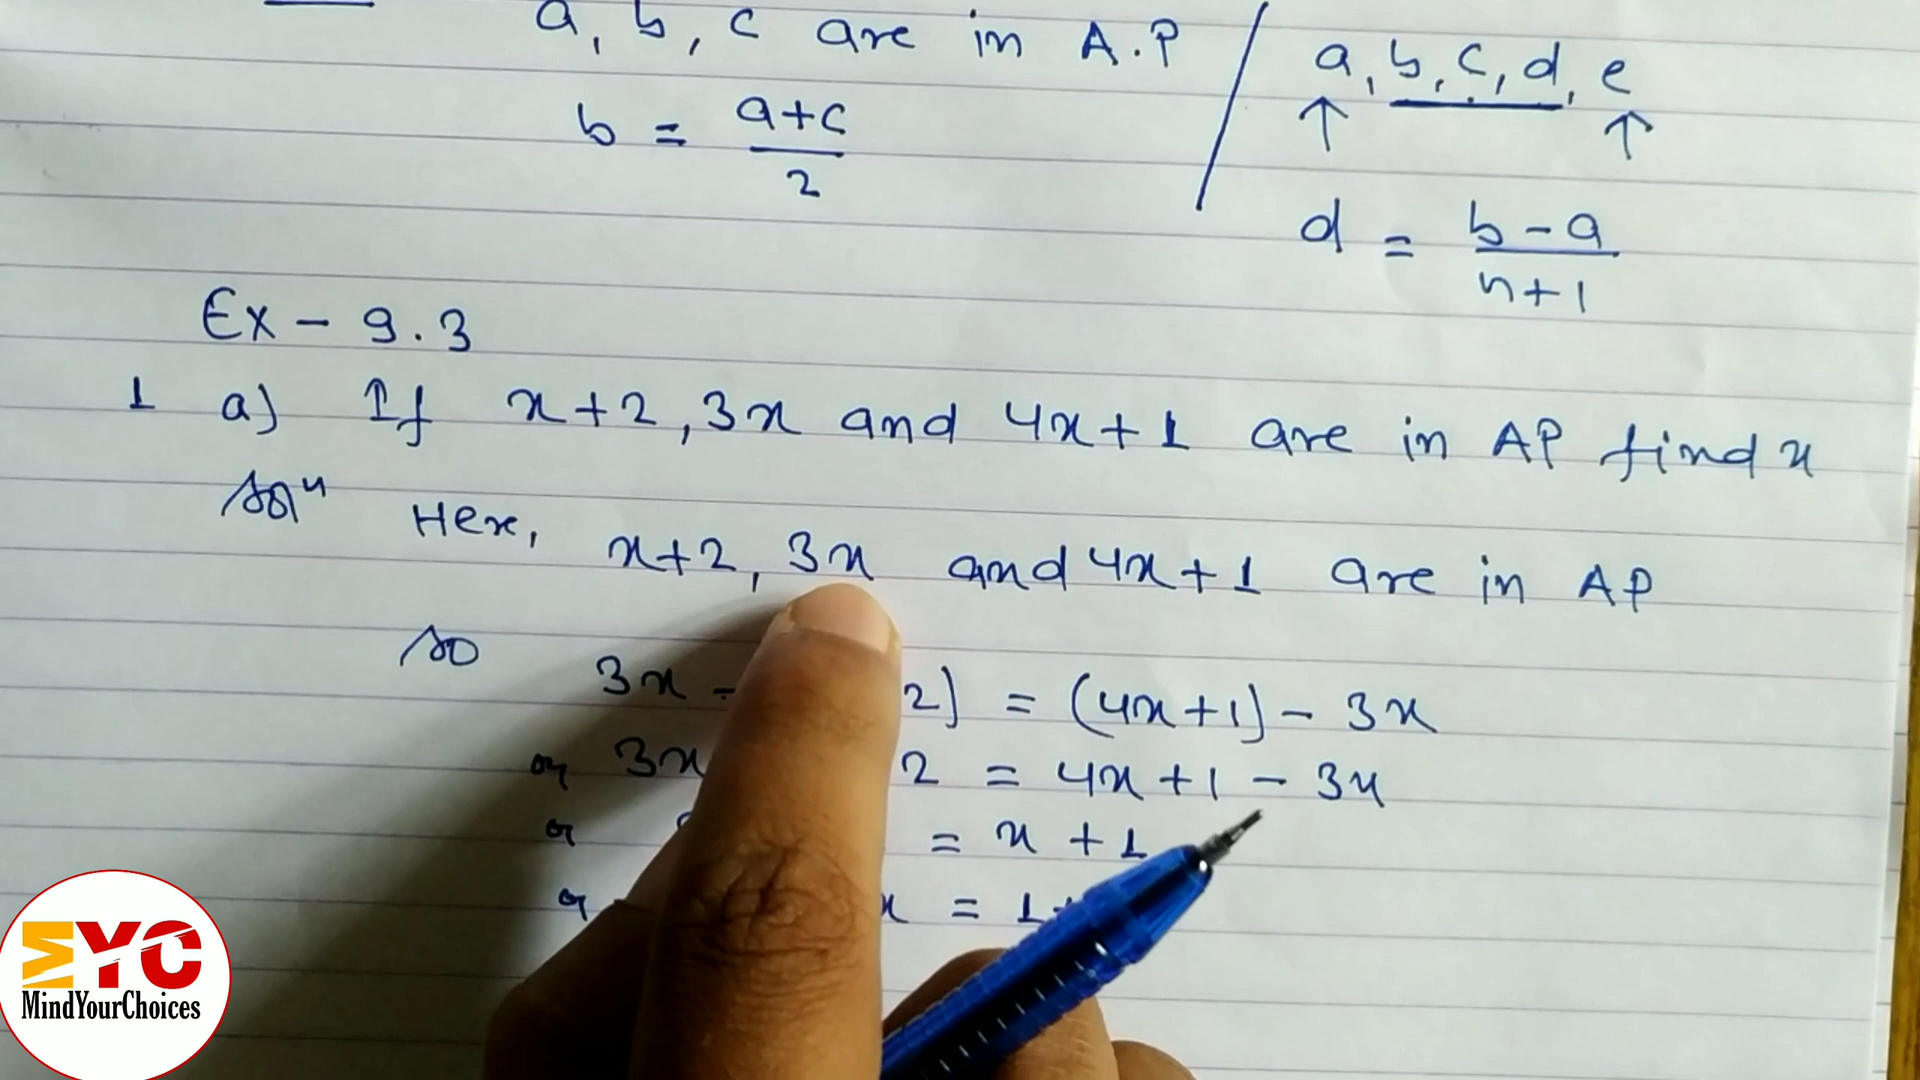 a, b, c are in A.P
b = a+c / 2
a, b, c, d, e
↑ ↑
d = b-a / n+1
Ex - 9.3
1 a) If x+2, 3x and 4x+1 are in AP find x
Soln Here, x+2, 3x and 4x+1 are in AP
so 3x - 2) = (4x+1) - 3x
or 3x 2 = 4x+1 - 3x
or = x + 1
or x = 1+
MYC
MindYourChoices